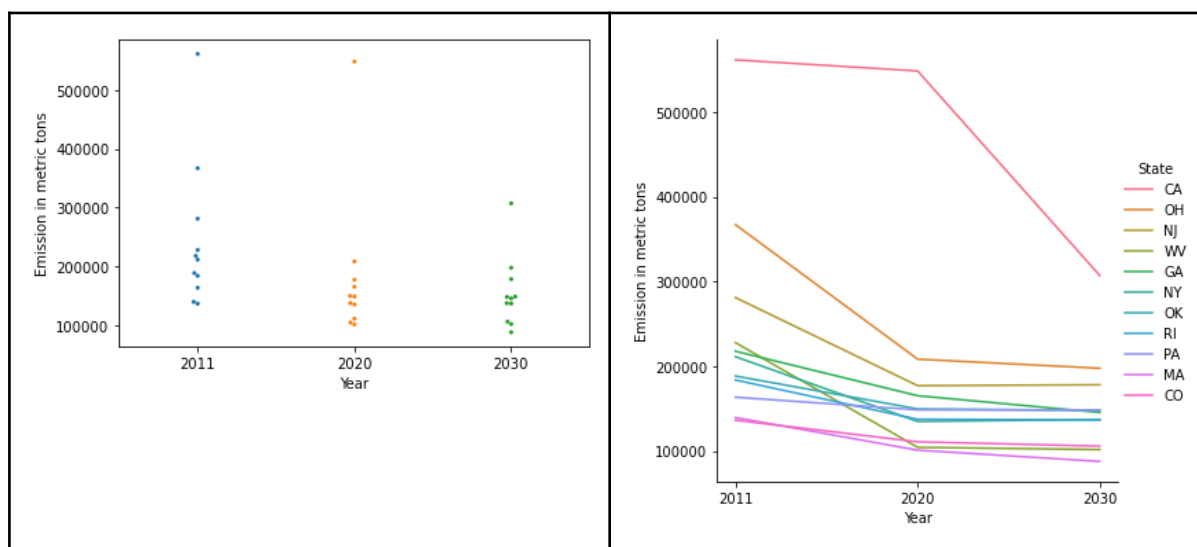 500000
400000
300000
200000
100000
Emission in metric tons
2011 2020 2030
Year
500000
400000
300000
200000
100000
Emission in metric tons
2011 2020 2030
Year
State
CA
OH
NJ
WV
GA
NY
OK
RI
PA
MA
CO